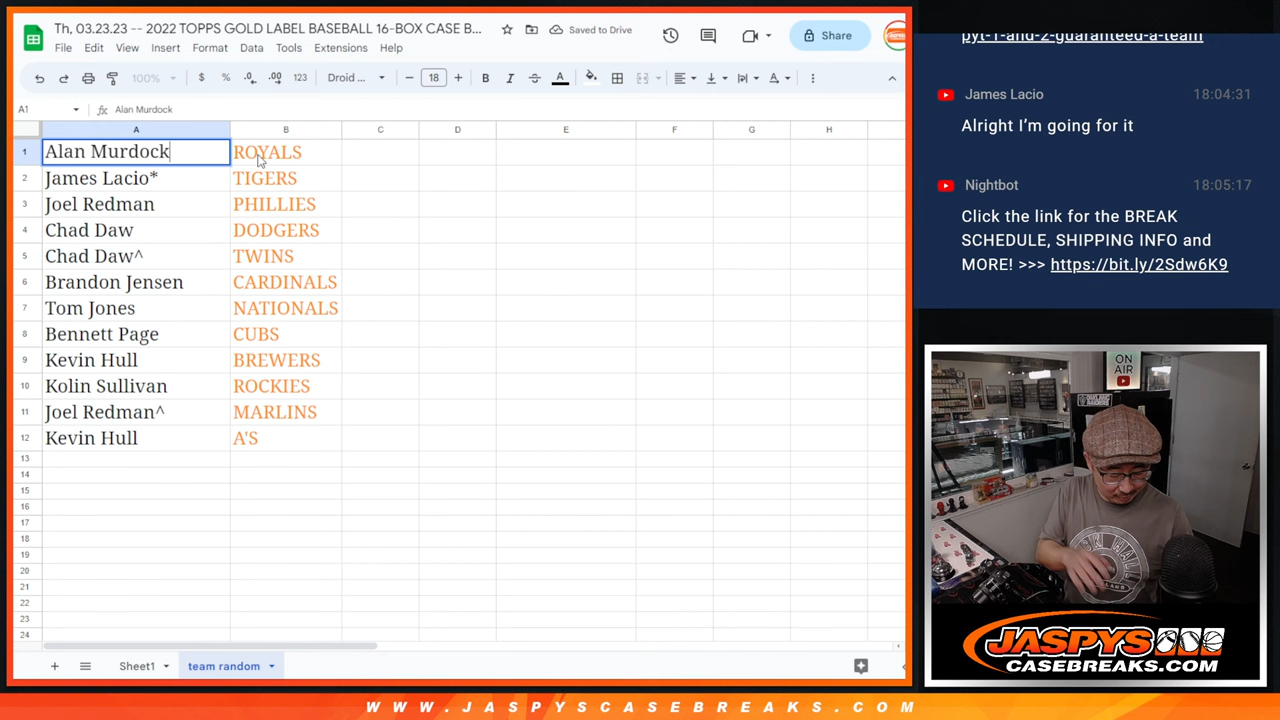 Th, 03.23.23 -- 2022 TOPPS GOLD LABEL BASEBALL 16-BOX CASE B...
Saved to Drive
Share
File Edit View Insert Format Data Tools Extensions Help
100% $ % .0 .00 123 Droid ... − 18 + B I S A
A1 fx Alan Murdock
A B C D E F G H
1 Alan Murdock ROYALS
2 James Lacio* TIGERS
3 Joel Redman PHILLIES
4 Chad Daw DODGERS
5 Chad Daw^ TWINS
6 Brandon Jensen CARDINALS
7 Tom Jones NATIONALS
8 Bennett Page CUBS
9 Kevin Hull BREWERS
10 Kolin Sullivan ROCKIES
11 Joel Redman^ MARLINS
12 Kevin Hull A'S
13
14
15
16
17
18
19
20
21
22
23
24
+ Sheet1 team random
pyt-1-and-2-guaranteed-a-team
James Lacio 18:04:31
Alright I'm going for it
Nightbot 18:05:17
Click the link for the BREAK
SCHEDULE, SHIPPING INFO and
MORE! >>> https://bit.ly/2Sdw6K9
ON
AIR
JASPYS
CASEBREAKS.COM
WWW.JASPYSCASEBREAKS.COM